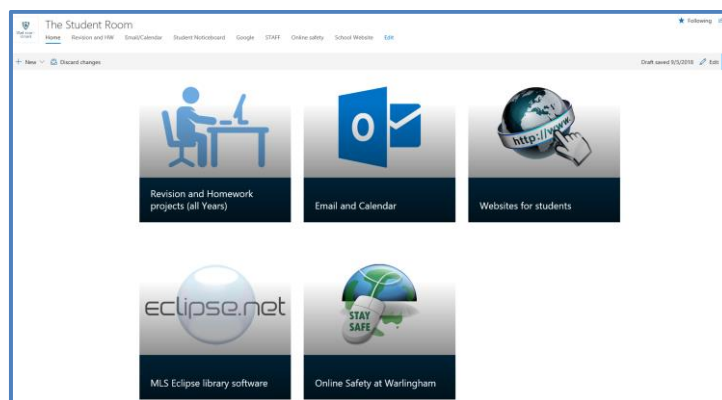 The Student Room
Following
Home Revision and HW Email/Calendar Student Noticeboard Google STAFF Online safety School Website Edit
+ New Discard changes
Draft saved 9/5/2018 Edit
http://www.
Revision and Homework
projects (all Years)
Email and Calendar
Websites for students
eclipse.net
STAY
SAFE
MLS Eclipse library software
Online Safety at Warlingham